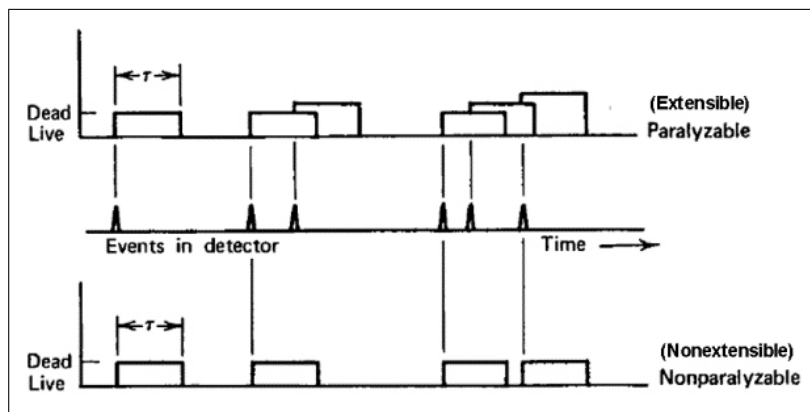 τ
Dead
Live
(Extensible)
Paralyzable
Events in detector
Time
τ
Dead
Live
(Nonextensible)
Nonparalyzable